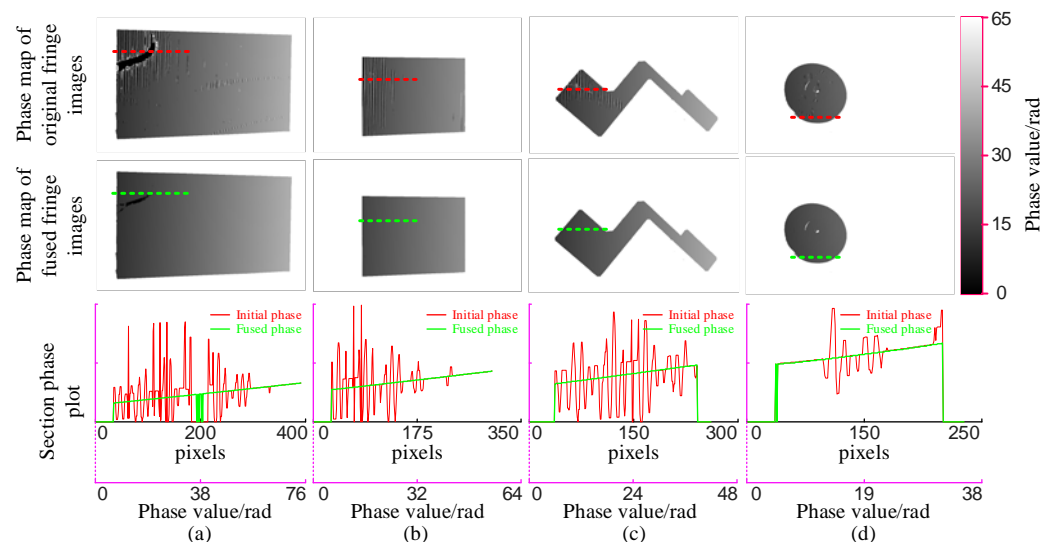 Phase map of
original fringe
images
65
60
45
30
15
0
Phase value/rad
Phase map of
fused fringe
images
Section phase
plot
Initial phase
Fused phase
Initial phase
Fused phase
Initial phase
Fused phase
Initial phase
Fused phase
0 200 400
0 175 350
0 150 300
0 150 250
pixels
pixels
pixels
pixels
0 38 76
0 32 64
0 24 48
0 19 38
Phase value/rad
Phase value/rad
Phase value/rad
Phase value/rad
(a)
(b)
(c)
(d)